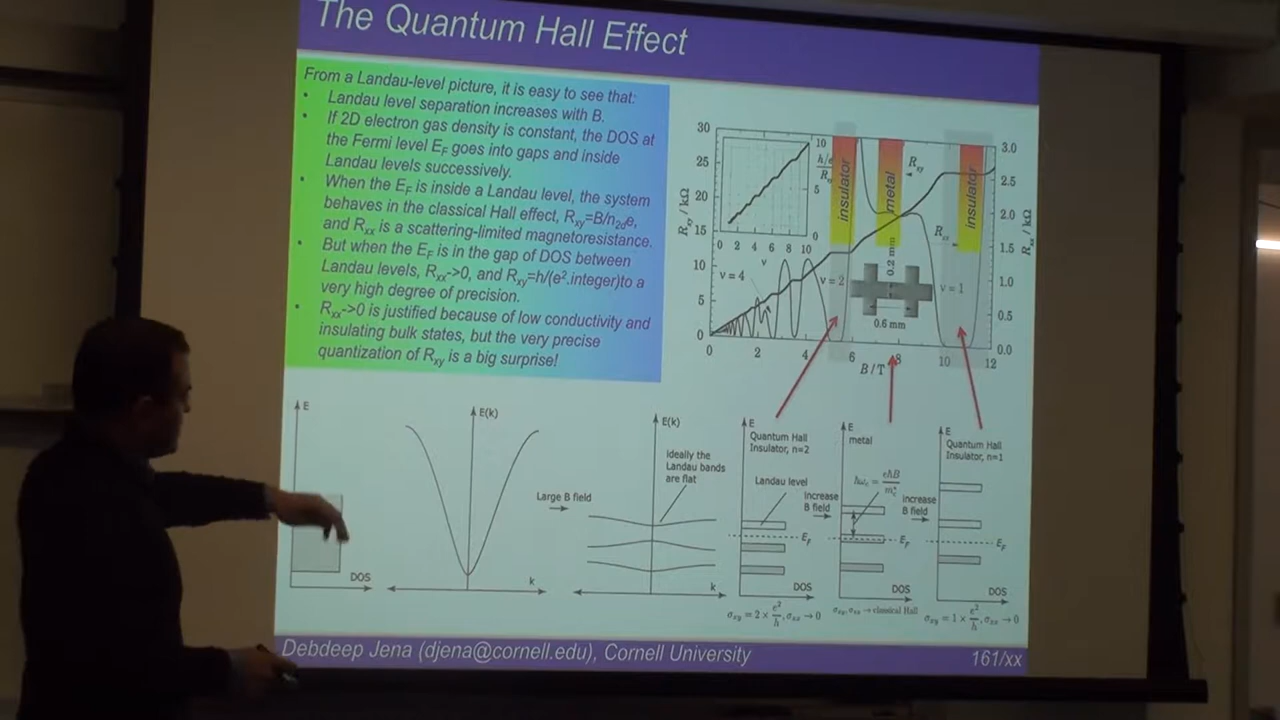 The Quantum Hall Effect
From a Landau-level picture, it is easy to see that:
• Landau level separation increases with B.
• If 2D electron gas density is constant, the DOS at
the Fermi level E_F goes into gaps and inside
Landau levels successively.
• When the E_F is inside a Landau level, the system
behaves in the classical Hall effect, R_xy=B/n_2de,
and R_xx is a scattering-limited magnetoresistance.
• But when the E_F is in the gap of DOS between
Landau levels, R_xx->0, and R_xy=h/(e².integer)to a
very high degree of precision.
• R_xx->0 is justified because of low conductivity and
insulating bulk states, but the very precise
quantization of R_xy is a big surprise!
30
25
20
15
10
5
0
R_xy / kΩ
10
5
0
0 2 4 6 8 10
ν
insulator
metal
insulator
R_xy
R_xx
3.0
2.5
2.0
1.5
1.0
0.5
0.0
R_xx / kΩ
ν = 4
ν = 2
ν = 1
0.2 mm
0.6 mm
0 2 4 6 8 10 12
B / T
E
DOS
E(k)
k
Large B field
E(k)
Ideally the
Landau bands
are flat
k
E
Quantum Hall
Insulator, n=2
Landau level
E_F
DOS
σ_xy = 2 × e²/h, σ_xx → 0
Increase
B field
E
metal
ħω_c = eħB/m*_c
E_F
DOS
σ_xy, σ_xx → classical Hall
Increase
B field
E
Quantum Hall
Insulator, n=1
E_F
DOS
σ_xy = 1 × e²/h, σ_xx → 0
Debdeep Jena (djena@cornell.edu), Cornell University
161/xx